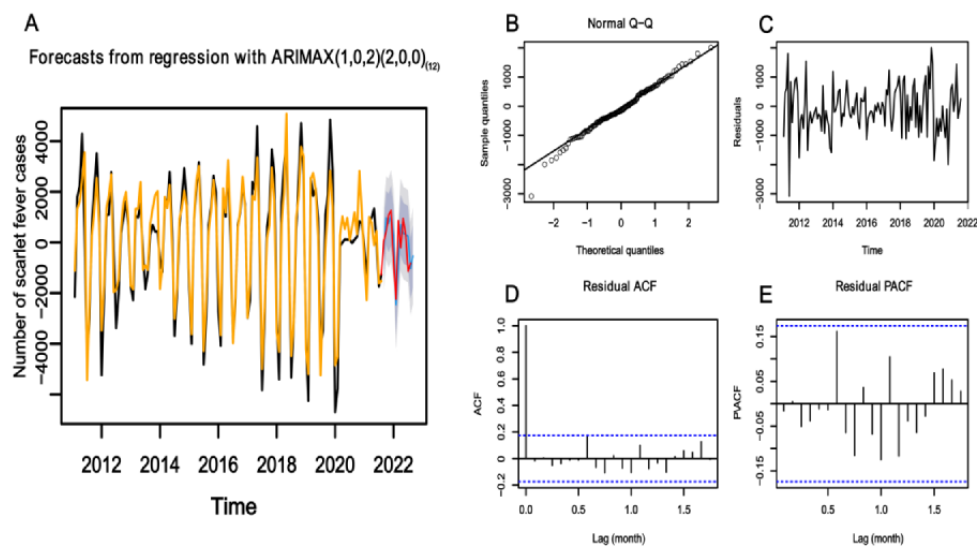 A
Forecasts from regression with ARIMAX(1,0,2)(2,0,0)(12)
Number of scarlet fever cases
4000
2000
0
−2000
−4000
2012 2014 2016 2018 2020 2022
Time
B
Normal Q−Q
Sample quantiles
1000
0
−1000
−3000
−2 −1 0 1 2
Theoretical quantiles
C
Residuals
1000
0
−1000
−3000
2012 2014 2016 2018 2020 2022
Time
D
Residual ACF
ACF
1.0
0.8
0.6
0.4
0.2
0
−0.2
0.0 0.5 1.0 1.5
Lag (month)
E
Residual PACF
PACF
0.15
0.05
−0.05
−0.15
0.5 1.0 1.5
Lag (month)